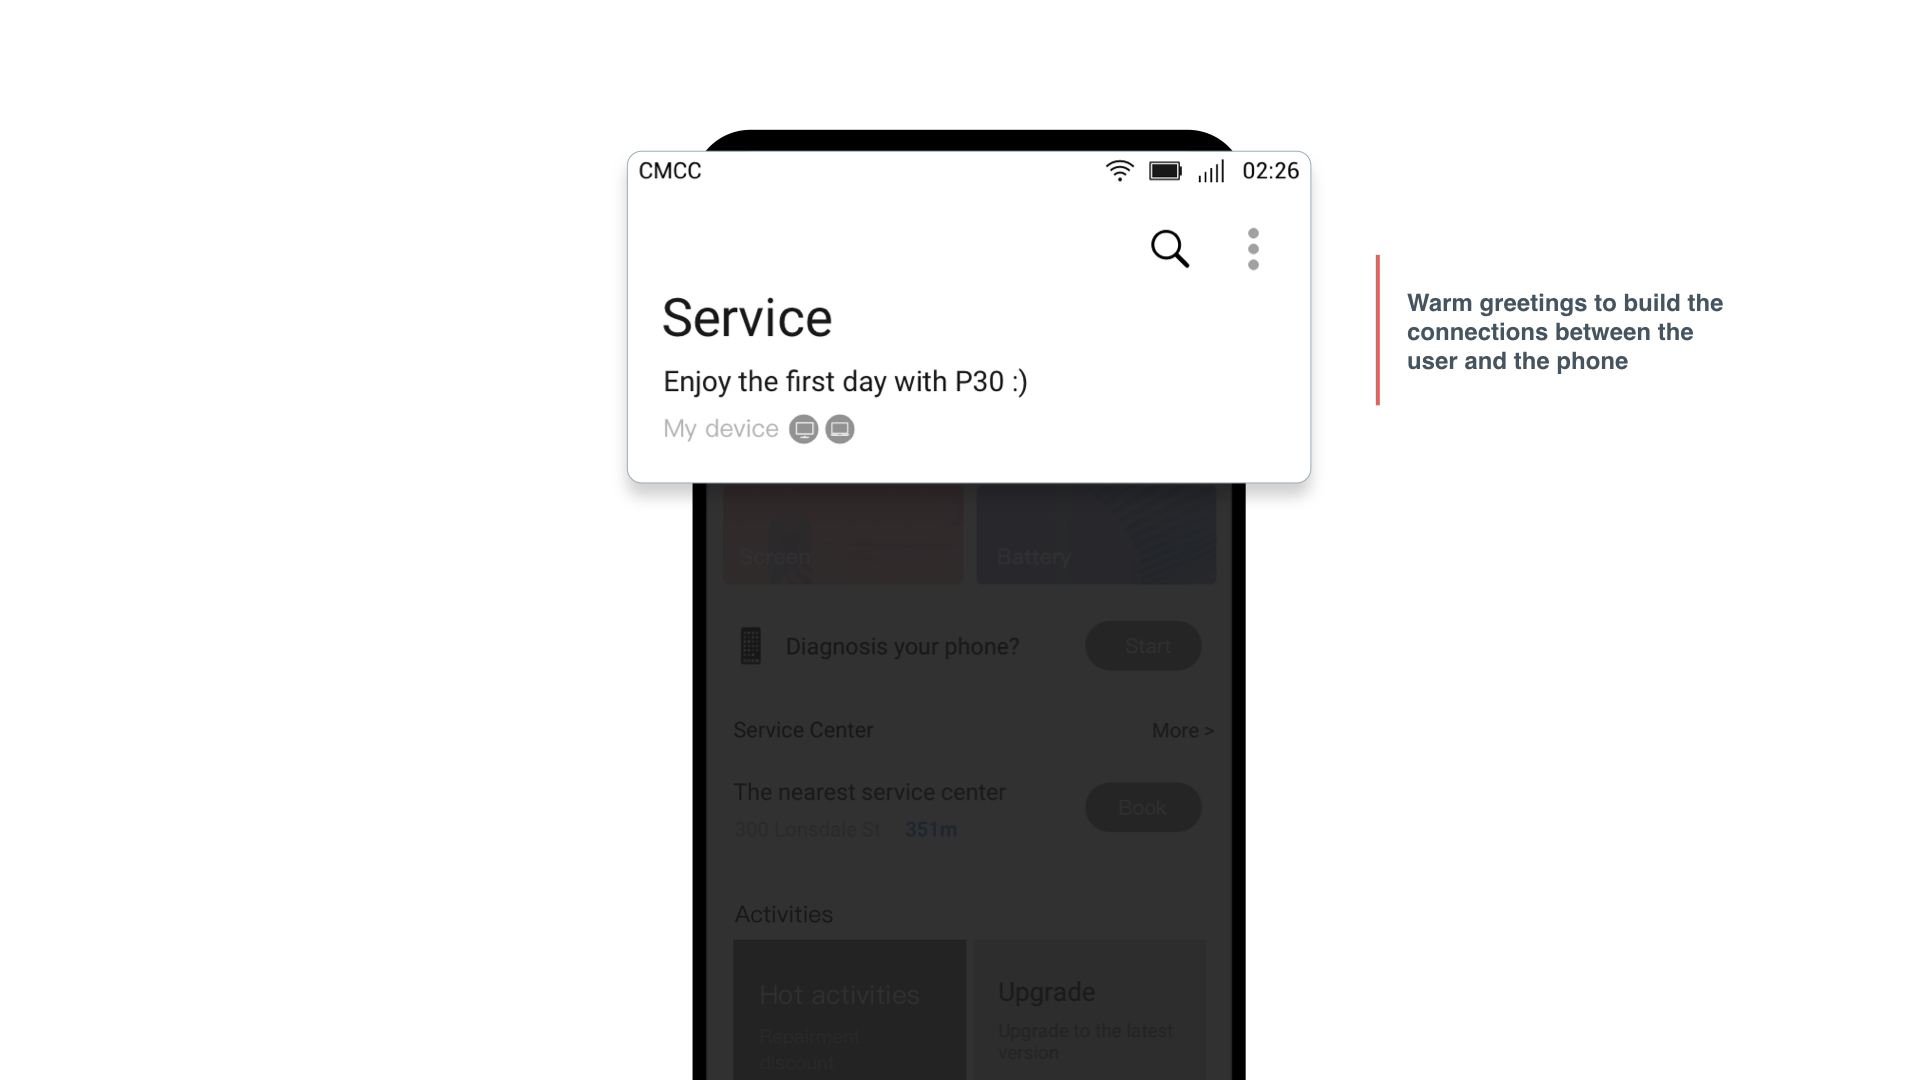 CMCC 02:26
Service
Enjoy the first day with P30 :)
My device
Warm greetings to build the
connections between the
user and the phone
Screen Battery
Diagnosis your phone? Start
Service Center More >
The nearest service center Book
300 Lonsdale St 351m
Activities
Hot activities
Repairment
discount
Upgrade
Upgrade to the latest
version